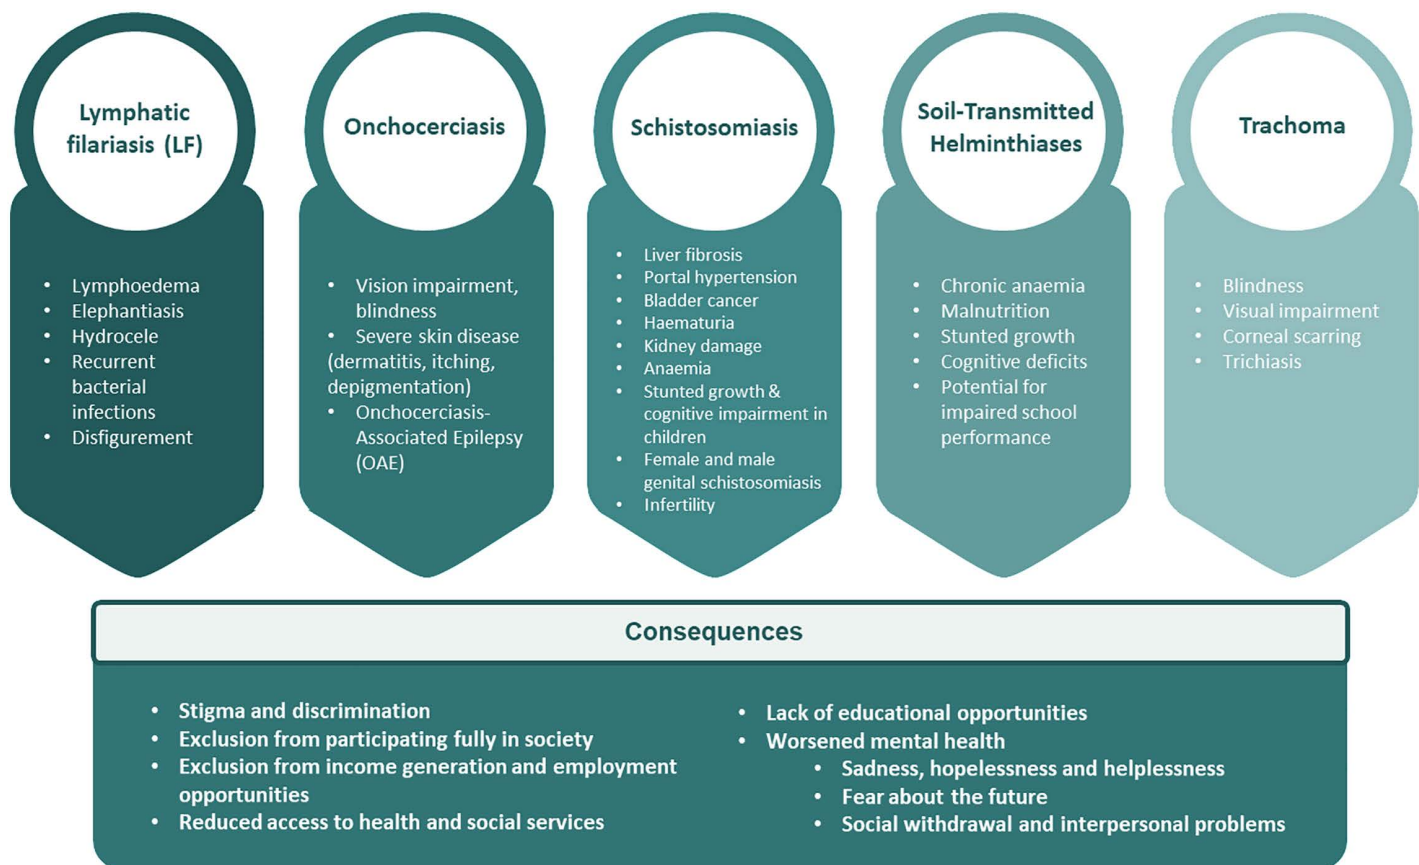 Lymphatic
filariasis (LF)
• Lymphoedema
• Elephantiasis
• Hydrocele
• Recurrent
bacterial
infections
• Disfigurement
Onchocerciasis
• Vision impairment,
blindness
• Severe skin disease
(dermatitis, itching,
depigmentation)
• Onchocerciasis-
Associated Epilepsy
(OAE)
Schistosomiasis
• Liver fibrosis
• Portal hypertension
• Bladder cancer
• Haematuria
• Kidney damage
• Anaemia
• Stunted growth &
cognitive impairment in
children
• Female and male
genital schistosomiasis
• Infertility
Soil-Transmitted
Helminthiases
• Chronic anaemia
• Malnutrition
• Stunted growth
• Cognitive deficits
• Potential for
impaired school
performance
Trachoma
• Blindness
• Visual impairment
• Corneal scarring
• Trichiasis
Consequences
• Stigma and discrimination
• Exclusion from participating fully in society
• Exclusion from income generation and employment
opportunities
• Reduced access to health and social services
• Lack of educational opportunities
• Worsened mental health
• Sadness, hopelessness and helplessness
• Fear about the future
• Social withdrawal and interpersonal problems